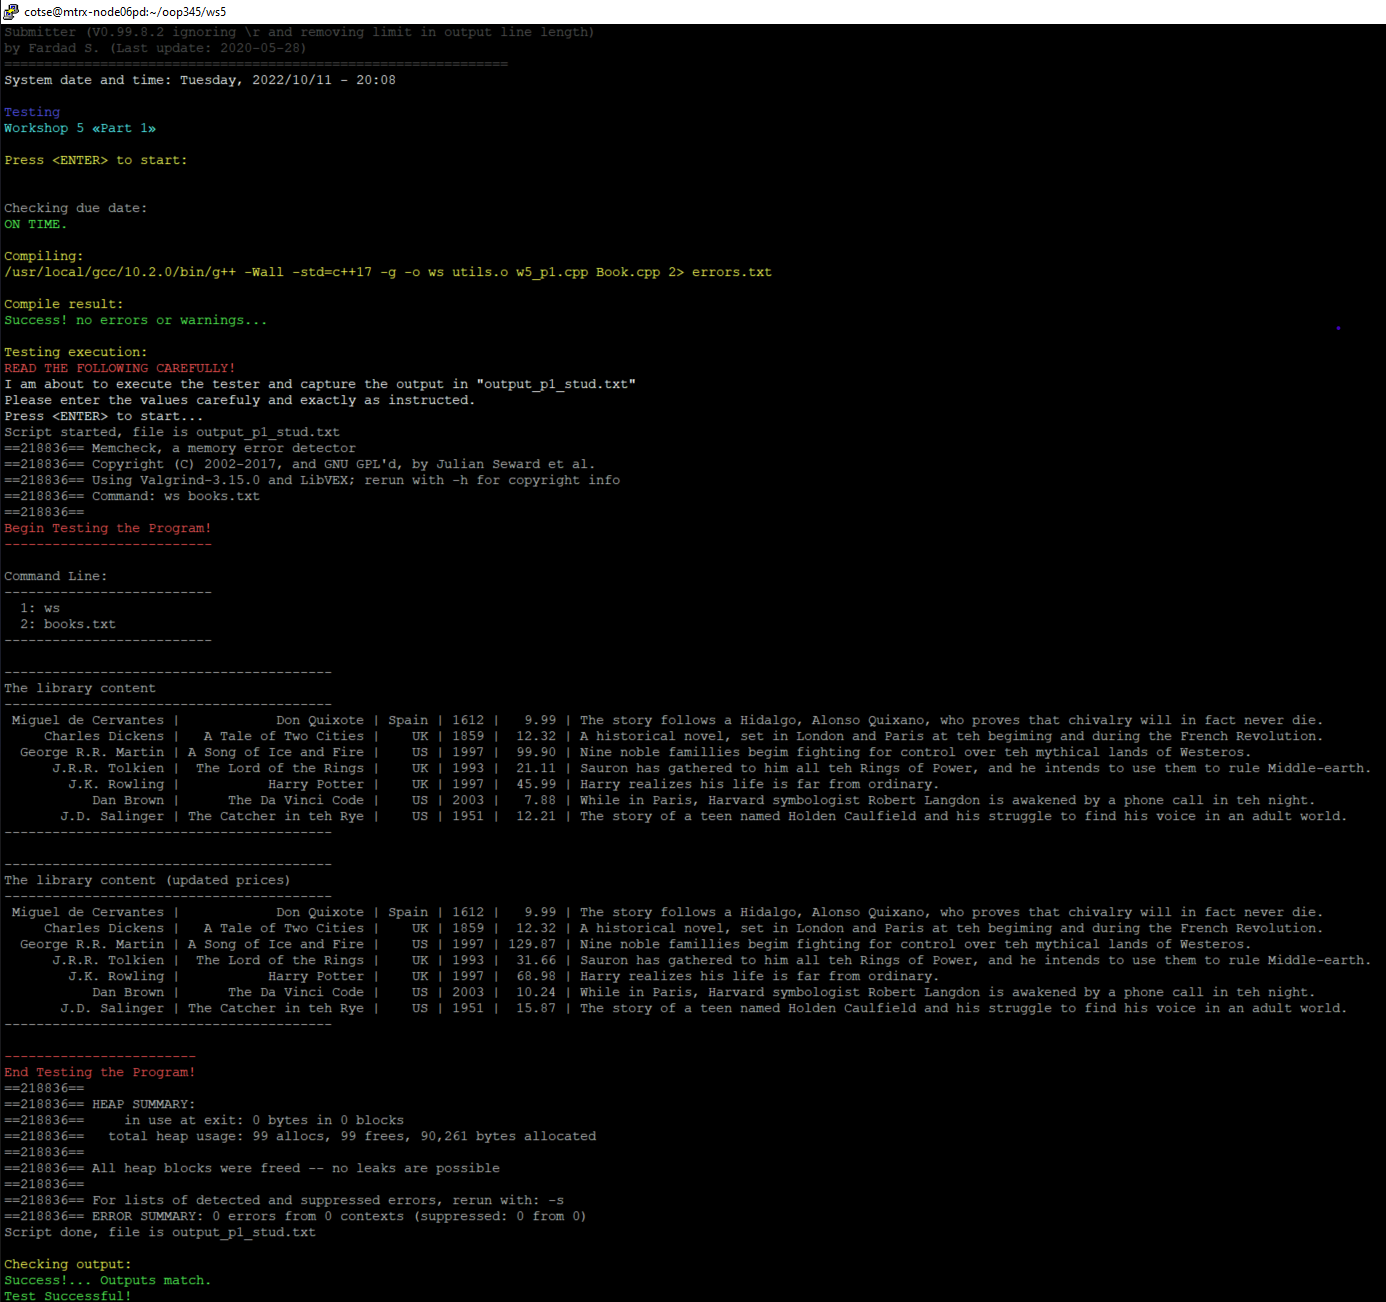 cotse@mtrx-node06pd:~/oop345/ws5
Submitter (V0.99.8.2 ignoring \r and removing limit in output line length)
by Fardad S. (Last update: 2020-05-28)
===============================================================
System date and time: Tuesday, 2022/10/11 - 20:08
Testing
Workshop 5 «Part 1»
Press <ENTER> to start:
Checking due date:
ON TIME.
Compiling:
/usr/local/gcc/10.2.0/bin/g++ -Wall -std=c++17 -g -o ws utils.o w5_p1.cpp Book.cpp 2> errors.txt
Compile result:
Success! no errors or warnings...
Testing execution:
READ THE FOLLOWING CAREFULLY!
I am about to execute the tester and capture the output in "output_p1_stud.txt"
Please enter the values carefuly and exactly as instructed.
Press <ENTER> to start...
Script started, file is output_p1_stud.txt
==218836== Memcheck, a memory error detector
==218836== Copyright (C) 2002-2017, and GNU GPL'd, by Julian Seward et al.
==218836== Using Valgrind-3.15.0 and LibVEX; rerun with -h for copyright info
==218836== Command: ws books.txt
==218836==
Begin Testing the Program!
--------------------------
Command Line:
--------------------------
  1: ws
  2: books.txt
--------------------------
-----------------------------------------
The library content
-----------------------------------------
 Miguel de Cervantes |            Don Quixote | Spain | 1612 |   9.99 | The story follows a Hidalgo, Alonso Quixano, who proves that chivalry will in fact never die.
     Charles Dickens |   A Tale of Two Cities |    UK | 1859 |  12.32 | A historical novel, set in London and Paris at teh begiming and during the French Revolution.
  George R.R. Martin | A Song of Ice and Fire |    US | 1997 |  99.90 | Nine noble famillies begim fighting for control over teh mythical lands of Westeros.
      J.R.R. Tolkien |  The Lord of the Rings |    UK | 1993 |  21.11 | Sauron has gathered to him all teh Rings of Power, and he intends to use them to rule Middle-earth.
        J.K. Rowling |           Harry Potter |    UK | 1997 |  45.99 | Harry realizes his life is far from ordinary.
           Dan Brown |      The Da Vinci Code |    US | 2003 |   7.88 | While in Paris, Harvard symbologist Robert Langdon is awakened by a phone call in teh night.
       J.D. Salinger | The Catcher in teh Rye |    US | 1951 |  12.21 | The story of a teen named Holden Caulfield and his struggle to find his voice in an adult world.
-----------------------------------------
-----------------------------------------
The library content (updated prices)
-----------------------------------------
 Miguel de Cervantes |            Don Quixote | Spain | 1612 |   9.99 | The story follows a Hidalgo, Alonso Quixano, who proves that chivalry will in fact never die.
     Charles Dickens |   A Tale of Two Cities |    UK | 1859 |  12.32 | A historical novel, set in London and Paris at teh begiming and during the French Revolution.
  George R.R. Martin | A Song of Ice and Fire |    US | 1997 | 129.87 | Nine noble famillies begim fighting for control over teh mythical lands of Westeros.
      J.R.R. Tolkien |  The Lord of the Rings |    UK | 1993 |  31.66 | Sauron has gathered to him all teh Rings of Power, and he intends to use them to rule Middle-earth.
        J.K. Rowling |           Harry Potter |    UK | 1997 |  68.98 | Harry realizes his life is far from ordinary.
           Dan Brown |      The Da Vinci Code |    US | 2003 |  10.24 | While in Paris, Harvard symbologist Robert Langdon is awakened by a phone call in teh night.
       J.D. Salinger | The Catcher in teh Rye |    US | 1951 |  15.87 | The story of a teen named Holden Caulfield and his struggle to find his voice in an adult world.
-----------------------------------------
------------------------
End Testing the Program!
==218836==
==218836== HEAP SUMMARY:
==218836==     in use at exit: 0 bytes in 0 blocks
==218836==   total heap usage: 99 allocs, 99 frees, 90,261 bytes allocated
==218836==
==218836== All heap blocks were freed -- no leaks are possible
==218836==
==218836== For lists of detected and suppressed errors, rerun with: -s
==218836== ERROR SUMMARY: 0 errors from 0 contexts (suppressed: 0 from 0)
Script done, file is output_p1_stud.txt
Checking output:
Success!... Outputs match.
Test Successful!